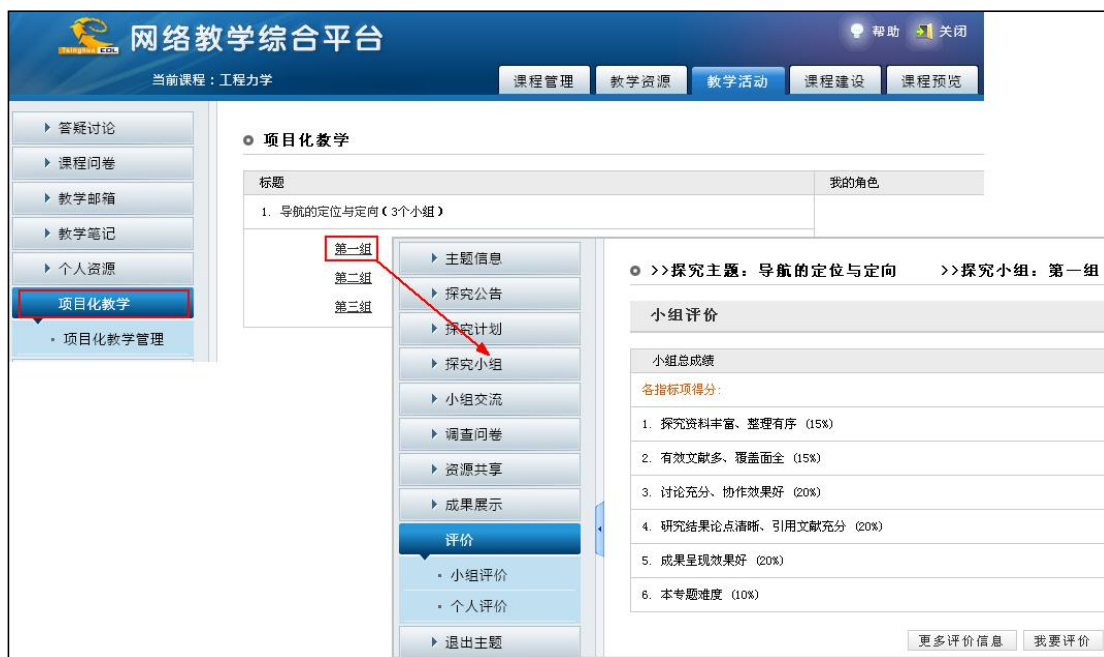 网络教学综合平台
帮助 关闭
TsingHua EOL
当前课程：工程力学
课程管理 教学资源 教学活动 课程建设 课程预览
答疑讨论
课程问卷
教学邮箱
教学笔记
个人资源
项目化教学
项目化教学管理
项目化教学
标题 我的角色
1. 导航的定位与定向（3个小组）
第一组
第二组
第三组
主题信息
探究公告
探究计划
探究小组
小组交流
调查问卷
资源共享
成果展示
评价
小组评价
个人评价
退出主题
>>探究主题：导航的定位与定向 >>探究小组：第一组
小组评价
小组总成绩
各指标项得分：
1. 探究资料丰富、整理有序 (15%)
2. 有效文献多、覆盖面全 (15%)
3. 讨论充分、协作效果好 (20%)
4. 研究结果论点清晰、引用文献充分 (20%)
5. 成果呈现效果好 (20%)
6. 本专题难度 (10%)
更多评价信息 我要评价